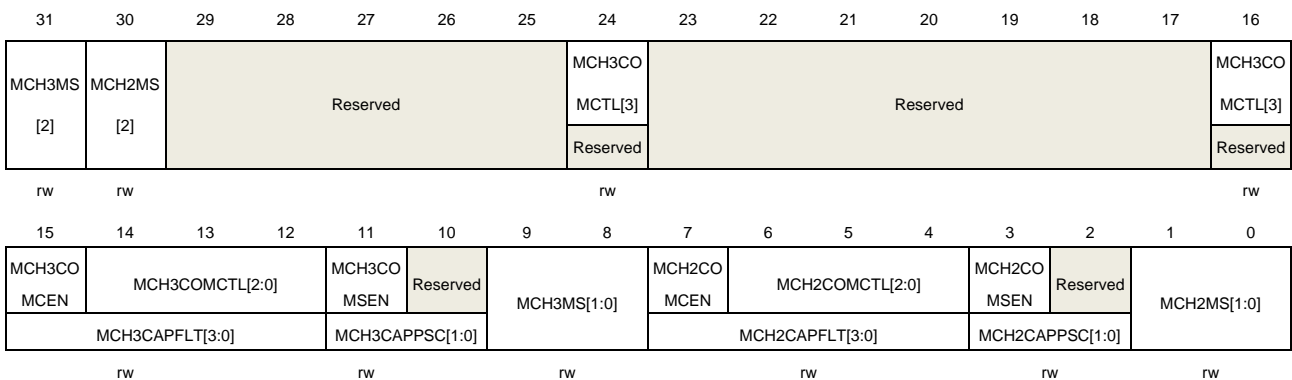 31 30 29 28 27 26 25 24 23 22 21 20 19 18 17 16
MCH3CO MCH3CO
MCH3MS MCH2MS MCTL[3] MCTL[3]
[2] [2] Reserved Reserved
Reserved Reserved
rw rw rw rw
15 14 13 12 11 10 9 8 7 6 5 4 3 2 1 0
MCH3CO MCH3COMCTL[2:0] MCH3CO Reserved MCH2CO MCH2COMCTL[2:0] MCH2CO Reserved
MCEN MSEN MCH3MS[1:0] MCEN MSEN MCH2MS[1:0]
MCH3CAPFLT[3:0] MCH3CAPPSC[1:0] MCH2CAPFLT[3:0] MCH2CAPPSC[1:0]
rw rw rw rw rw rw